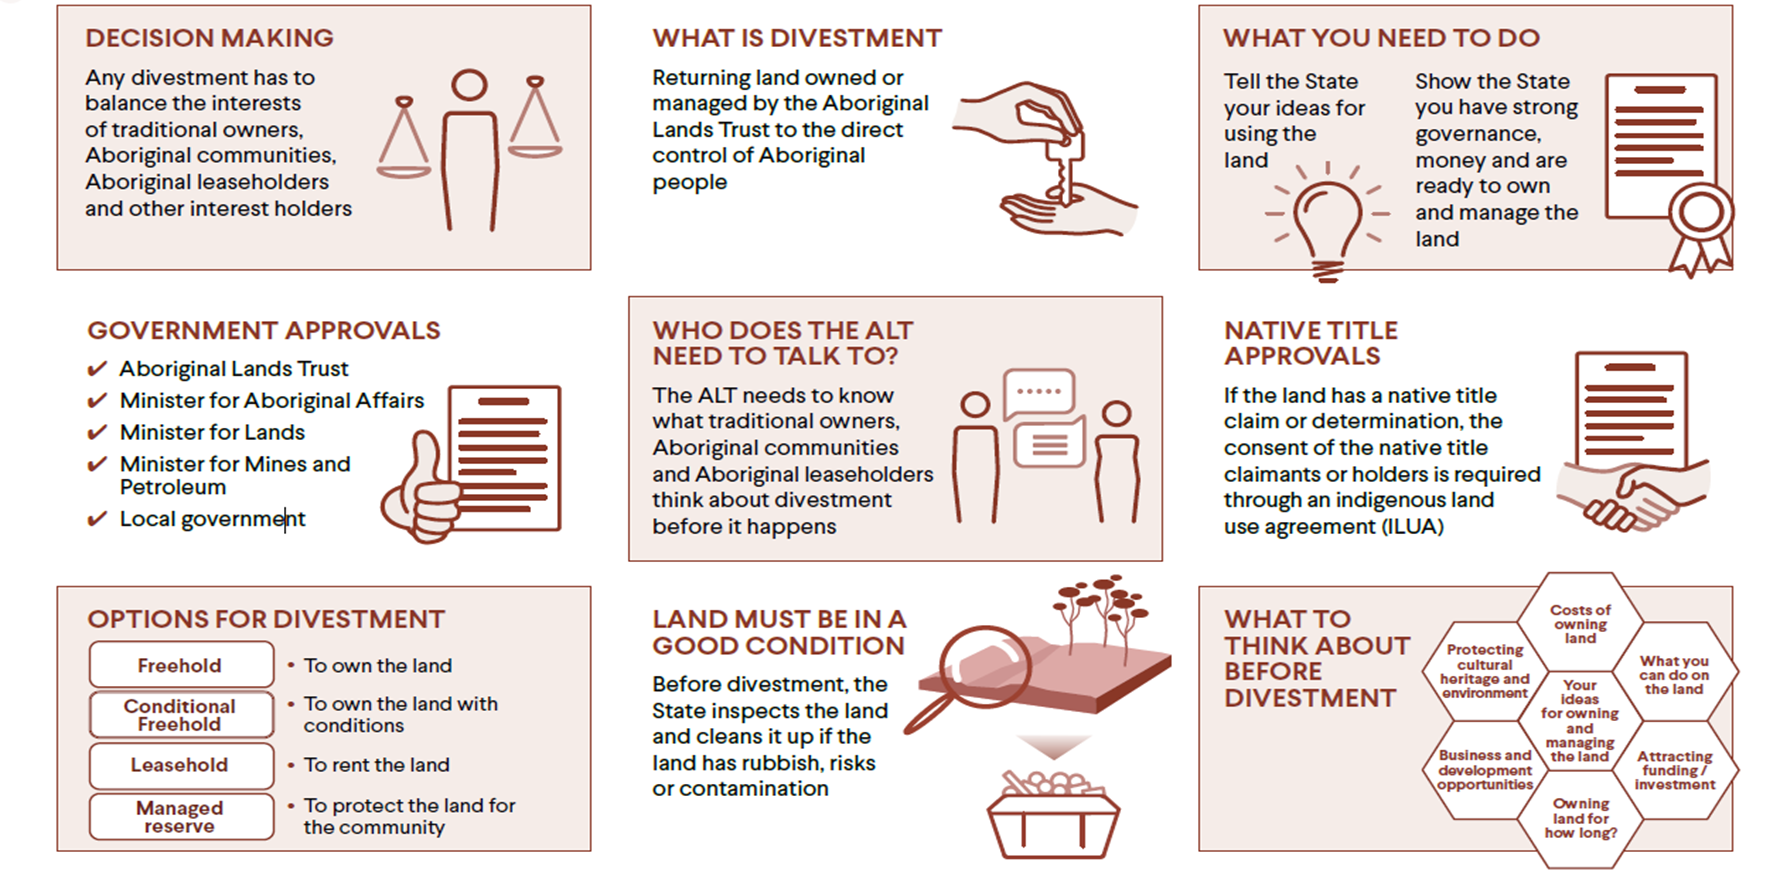 DECISION MAKING
Any divestment has to
balance the interests
of traditional owners,
Aboriginal communities,
Aboriginal leaseholders
and other interest holders
WHAT IS DIVESTMENT
Returning land owned or
managed by the Aboriginal
Lands Trust to the direct
control of Aboriginal
people
WHAT YOU NEED TO DO
Tell the State
your ideas for
using the
land
Show the State
you have strong
governance,
money and are
ready to own
and manage the
land
GOVERNMENT APPROVALS
✔ Aboriginal Lands Trust
✔ Minister for Aboriginal Affairs
✔ Minister for Lands
✔ Minister for Mines and
Petroleum
✔ Local government
WHO DOES THE ALT
NEED TO TALK TO?
The ALT needs to know
what traditional owners,
Aboriginal communities
and Aboriginal leaseholders
think about divestment
before it happens
NATIVE TITLE
APPROVALS
If the land has a native title
claim or determination, the
consent of the native title
claimants or holders is required
through an indigenous land
use agreement (ILUA)
OPTIONS FOR DIVESTMENT
Freehold
• To own the land
Conditional
Freehold
• To own the land with
conditions
Leasehold
• To rent the land
Managed
reserve
• To protect the land for
the community
LAND MUST BE IN A
GOOD CONDITION
Before divestment, the
State inspects the land
and cleans it up if the
land has rubbish, risks
or contamination
WHAT TO
THINK ABOUT
BEFORE
DIVESTMENT
Costs of
owning
land
Protecting
cultural
heritage and
environment
What you
can do on
the land
Your
ideas
for owning
and
managing
the land
Business and
development
opportunities
Attracting
funding /
investment
Owning
land for
how long?